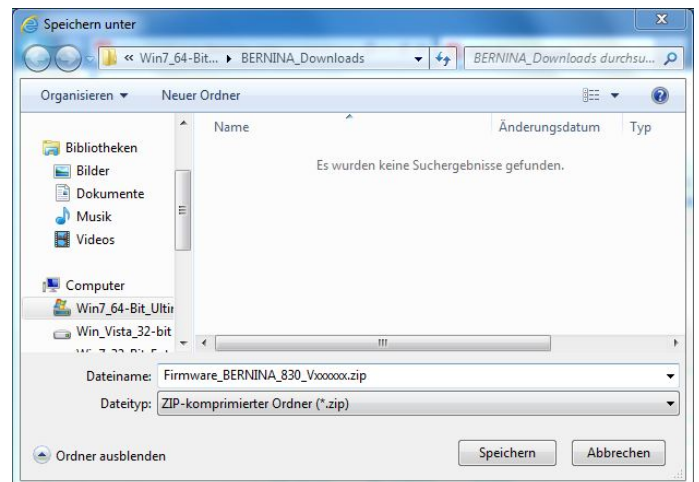 Speichern unter
« Win7_64-Bit... BERNINA_Downloads
BERNINA_Downloads durchsu...
Organisieren Neuer Ordner
Name Änderungsdatum Typ
Es wurden keine Suchergebnisse gefunden.
Bibliotheken
Bilder
Dokumente
Musik
Videos
Computer
Win7_64-Bit_Ultir
Win_Vista_32-bit
Dateiname: Firmware_BERNINA_830_Vxxxxxx.zip
Dateityp: ZIP-komprimierter Ordner (*.zip)
Ordner ausblenden
Speichern
Abbrechen